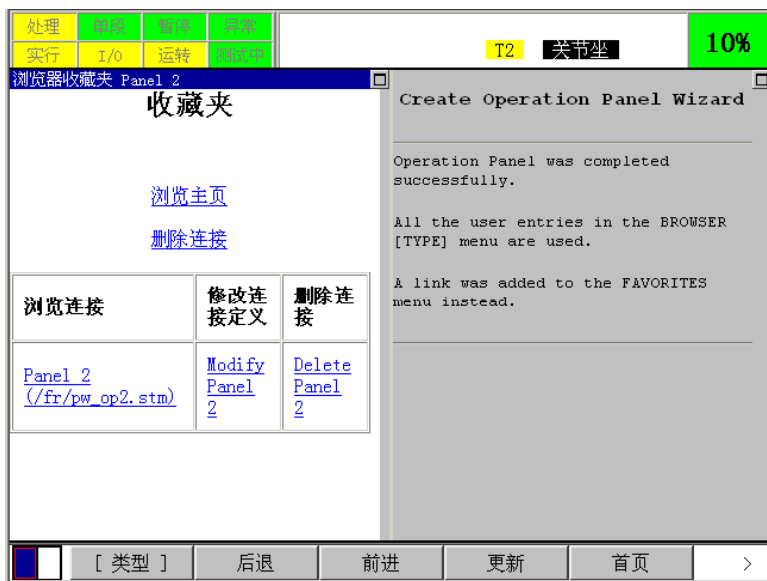 处理 单段 暂停 异常
实行 I/O 运转 测试中
T2 关节坐
10%
浏览器收藏夹 Panel 2
收藏夹
浏览主页
删除连接
浏览连接
修改连
接定义
删除连
接
Panel 2
(/fr/pw_op2.stm)
Modify
Panel
2
Delete
Panel
2
Create Operation Panel Wizard
Operation Panel was completed
successfully.
All the user entries in the BROWSER
[TYPE] menu are used.
A link was added to the FAVORITES
menu instead.
[ 类型 ] 后退 前进 更新 首页 >